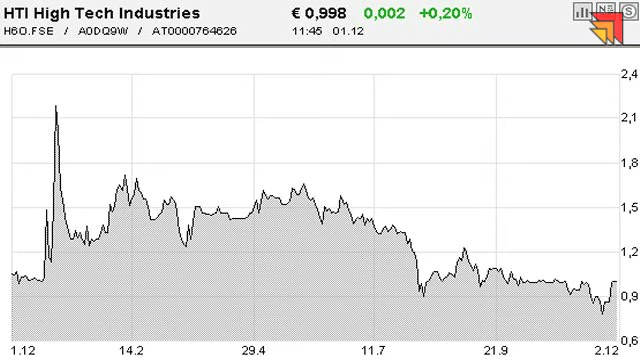 HTI High Tech Industries € 0,998 0,002 +0,20%
H6O.FSE / A0DQ9W / AT0000764626 11:45 01.12
2,4
2,1
1,8
1,5
1,2
0,9
0,6
1.12 14.2 29.4 11.7 21.9 2.12